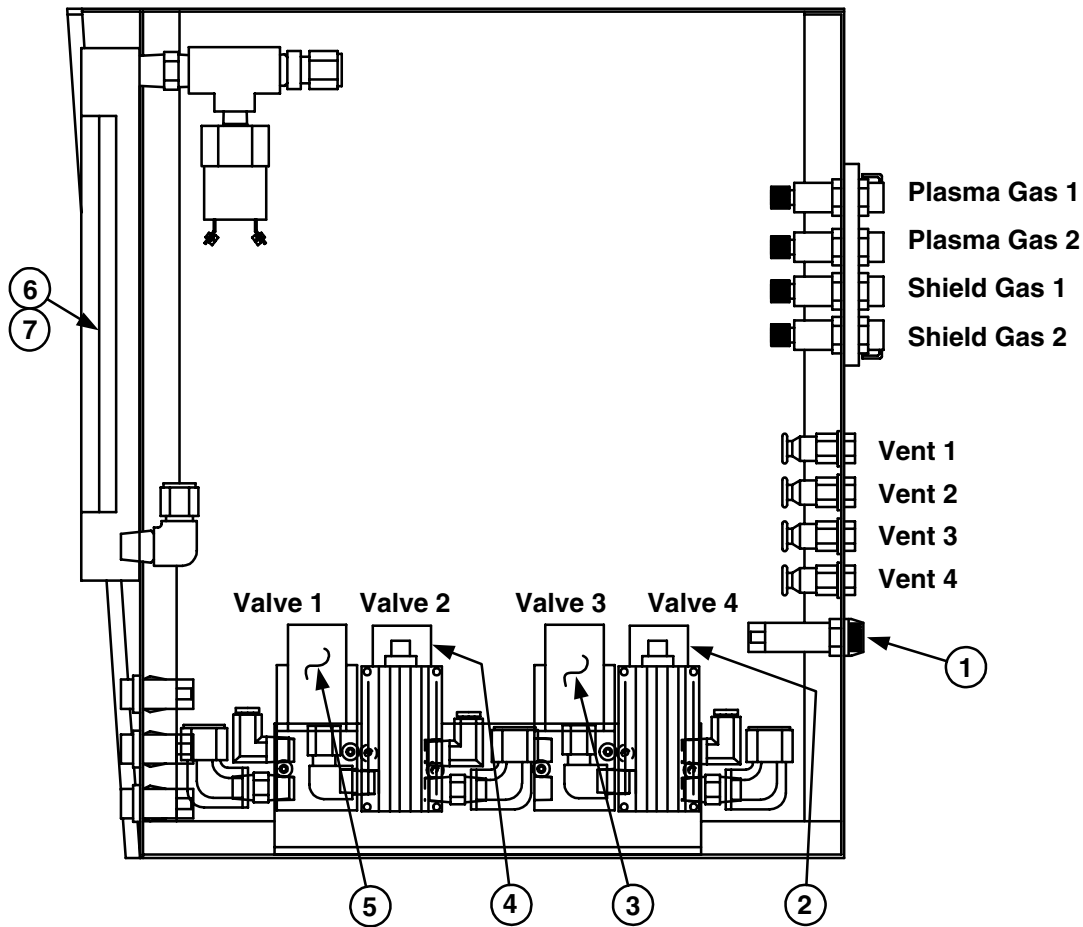 Plasma Gas 1
Plasma Gas 2
Shield Gas 1
Shield Gas 2
6
7
Vent 1
Vent 2
Vent 3
Vent 4
Valve 1 Valve 2 Valve 3 Valve 4
1
5 4 3 2